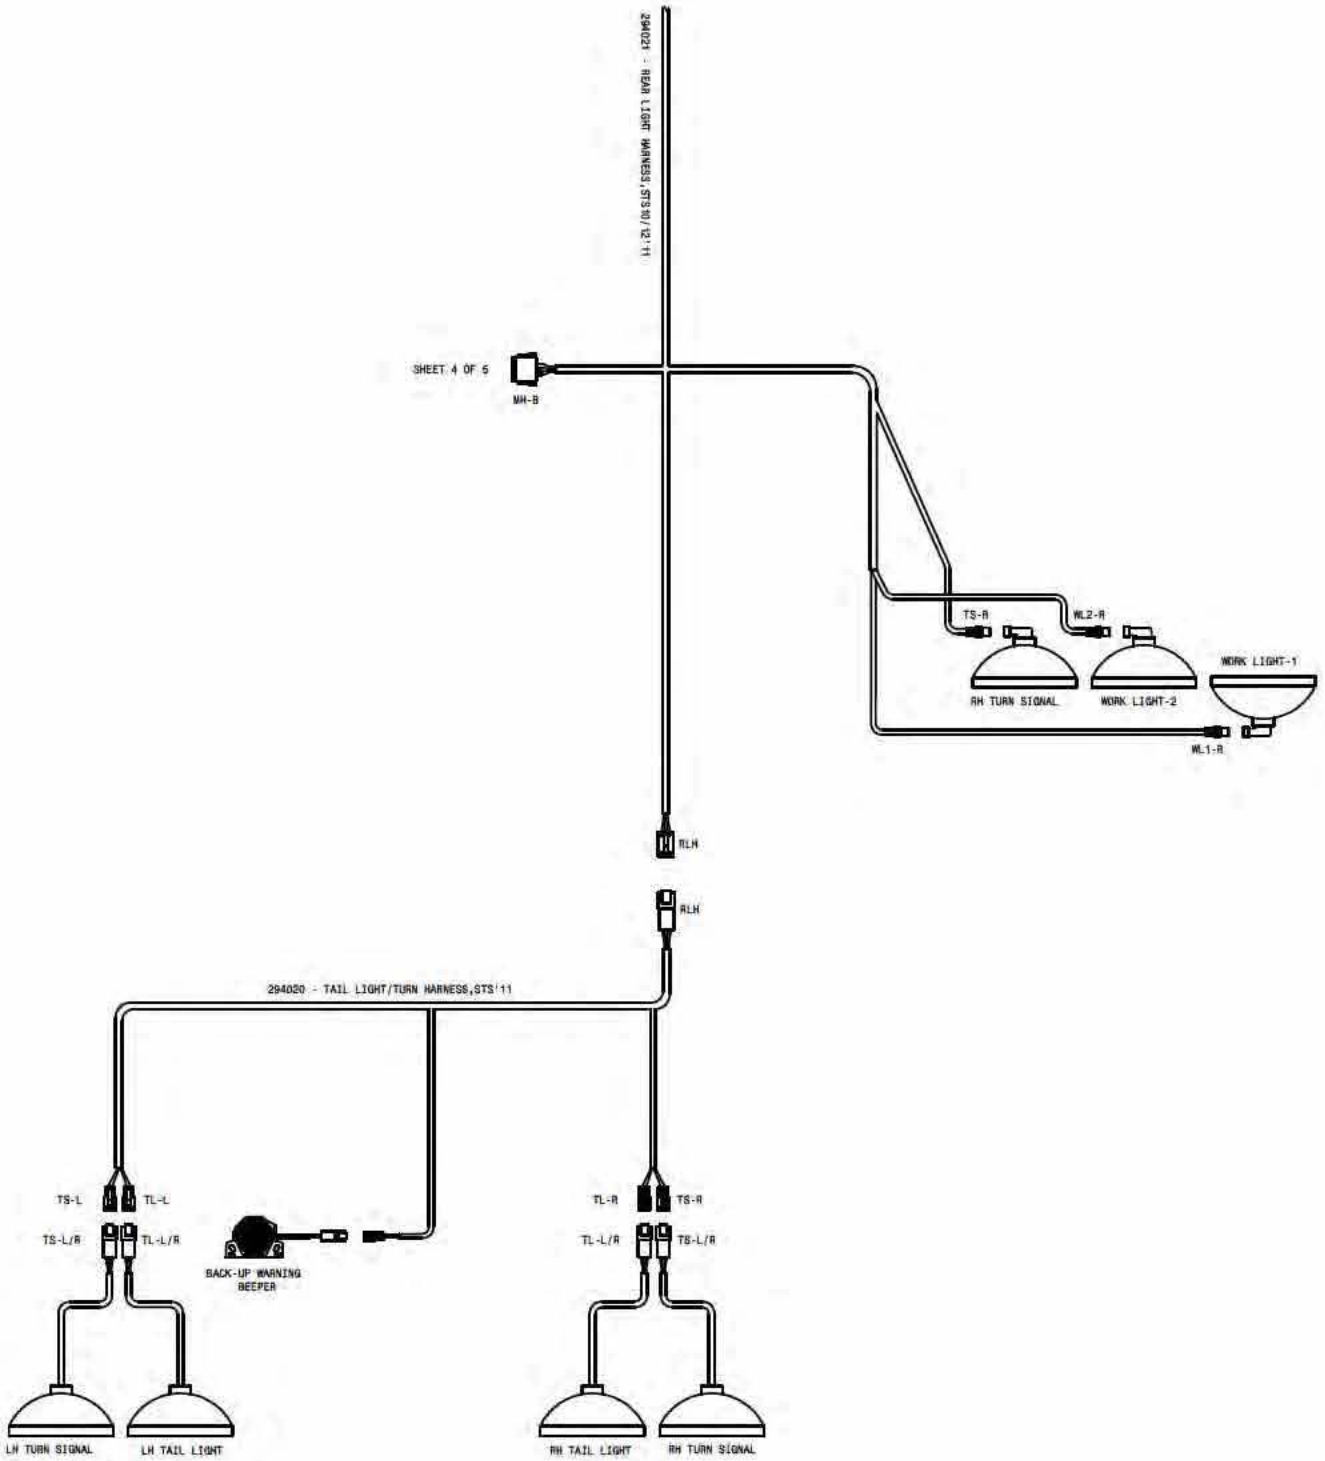 294021 - REAR LIGHT HARNESS,STS10/12'11
SHEET 4 OF 5
MH-B
TS-R
WL2-R
WORK LIGHT-1
RH TURN SIGNAL
WORK LIGHT-2
WL1-R
RLH
RLH
294020 - TAIL LIGHT/TURN HARNESS,STS'11
TS-L
TL-L
TL-R
TS-R
TS-L/R
TL-L/R
TL-L/R
TS-L/R
BACK-UP WARNING
BEEPER
LH TURN SIGNAL
LH TAIL LIGHT
RH TAIL LIGHT
RH TURN SIGNAL